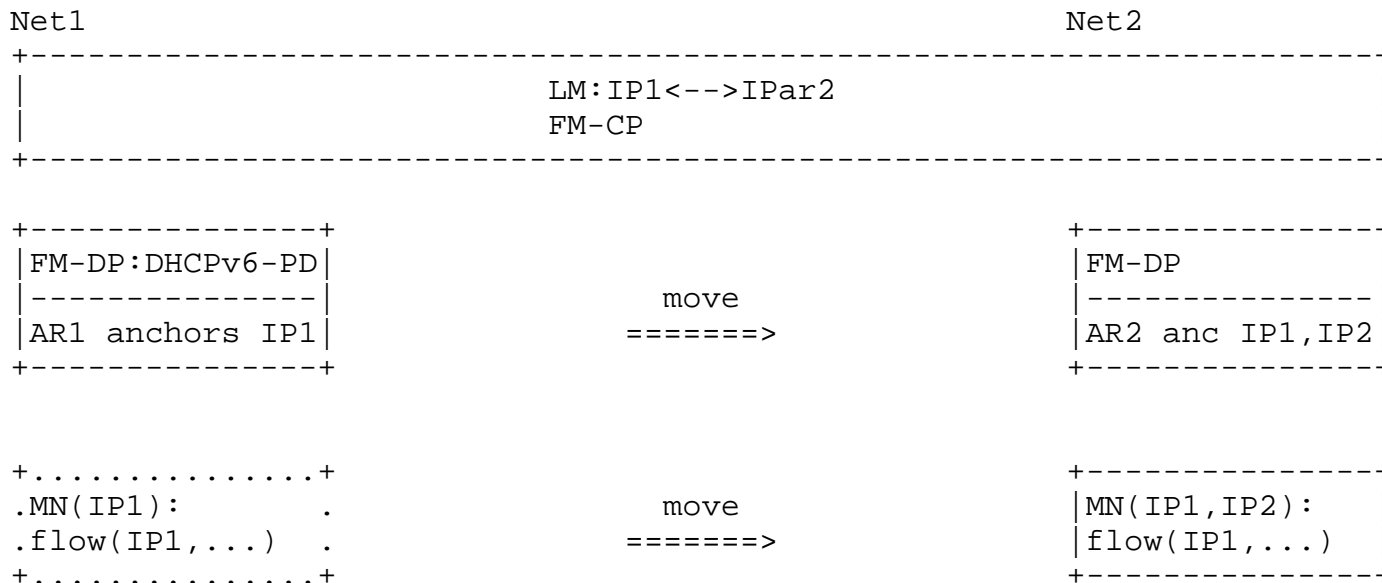 Net1 Net2
+-----------------------------------------------------------------------
| LM:IP1<-->IPar2
| FM-CP
+-----------------------------------------------------------------------
+---------------+ +----------------
|FM-DP:DHCPv6-PD| |FM-DP
|---------------| move |---------------
|AR1 anchors IP1| =======> |AR2 anc IP1,IP2
+---------------+ +----------------
+...............+ +----------------
.MN(IP1): . move |MN(IP1,IP2):
.flow(IP1,...) . =======> |flow(IP1,...)
+...............+ +----------------